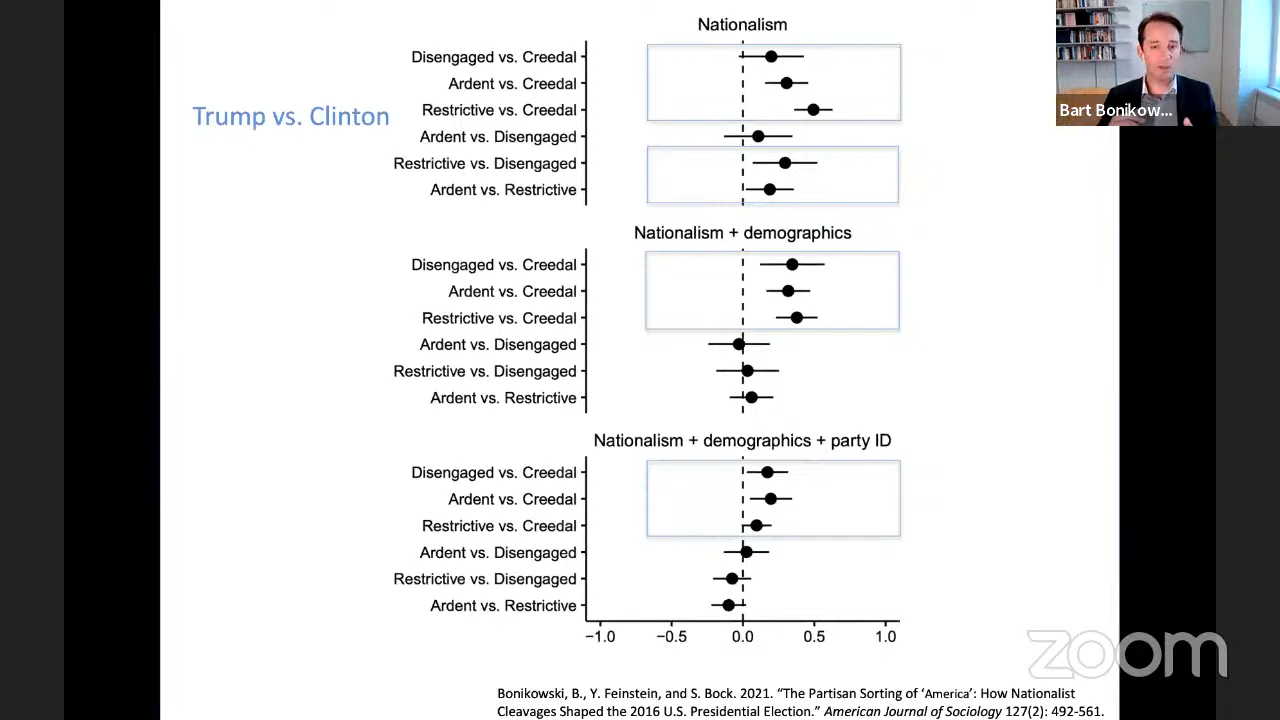 Nationalism
Disengaged vs. Creedal
Ardent vs. Creedal
Restrictive vs. Creedal
Ardent vs. Disengaged
Restrictive vs. Disengaged
Ardent vs. Restrictive
Trump vs. Clinton
Bart Bonikow...
Nationalism + demographics
Disengaged vs. Creedal
Ardent vs. Creedal
Restrictive vs. Creedal
Ardent vs. Disengaged
Restrictive vs. Disengaged
Ardent vs. Restrictive
Nationalism + demographics + party ID
Disengaged vs. Creedal
Ardent vs. Creedal
Restrictive vs. Creedal
Ardent vs. Disengaged
Restrictive vs. Disengaged
Ardent vs. Restrictive
−1.0 −0.5 0.0 0.5 1.0
zoom
Bonikowski, B., Y. Feinstein, and S. Bock. 2021. “The Partisan Sorting of ‘America’: How Nationalist
Cleavages Shaped the 2016 U.S. Presidential Election.” American Journal of Sociology 127(2): 492-561.